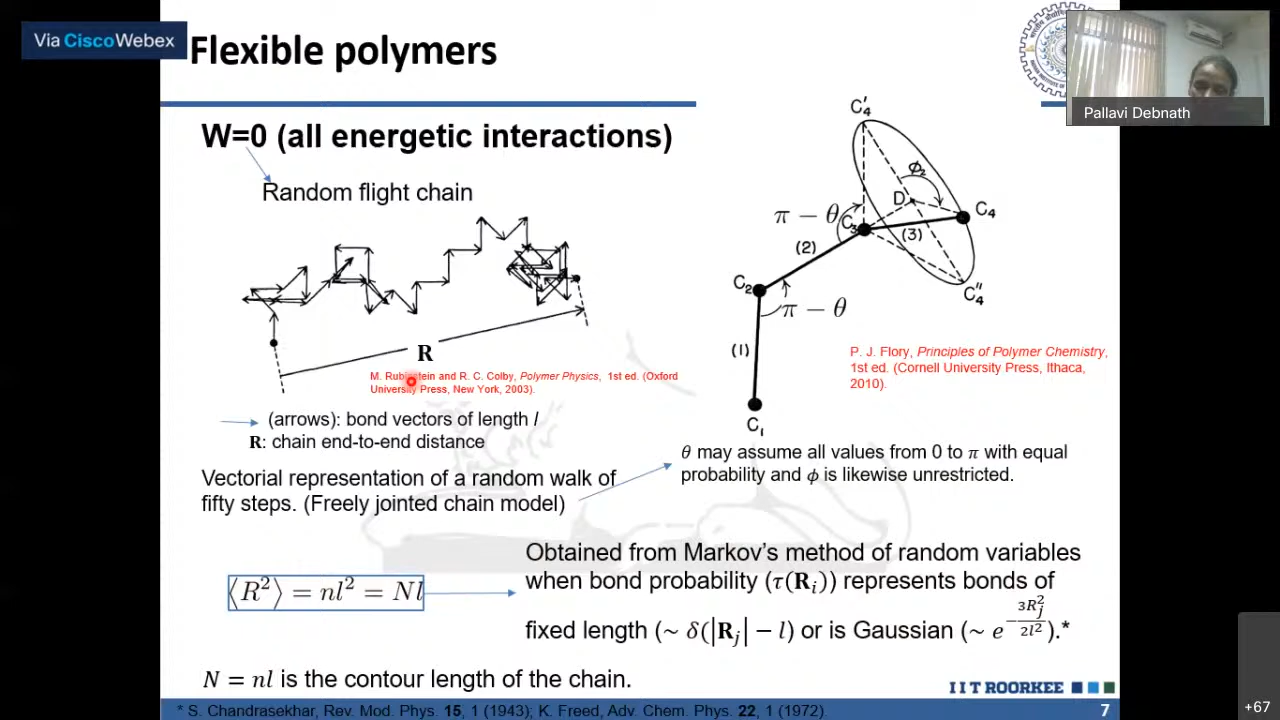 Via Cisco Webex
Flexible polymers
Pallavi Debnath
W=0 (all energetic interactions)
Random flight chain
R
M. Rubinstein and R. C. Colby, Polymer Physics, 1st ed. (Oxford
University Press, New York, 2003).
(arrows): bond vectors of length l
R: chain end-to-end distance
Vectorial representation of a random walk of
fifty steps. (Freely jointed chain model)
C₄′
ϕ₂
D
C₄
π − θ
C₃
(3)
(2)
C₄″
C₂
π − θ
(1)
C₁
P. J. Flory, Principles of Polymer Chemistry,
1st ed. (Cornell University Press, Ithaca,
2010).
θ may assume all values from 0 to π with equal
probability and ϕ is likewise unrestricted.
⟨R²⟩ = nl² = Nl
Obtained from Markov's method of random variables
when bond probability (τ(Rᵢ)) represents bonds of
fixed length (~ δ(|Rⱼ| − l) or is Gaussian (~ e^(−3Rⱼ²/2l²)).*
N = nl is the contour length of the chain.
IIT ROORKEE
* S. Chandrasekhar, Rev. Mod. Phys. 15, 1 (1943); K. Freed, Adv. Chem. Phys. 22, 1 (1972).
7
+67